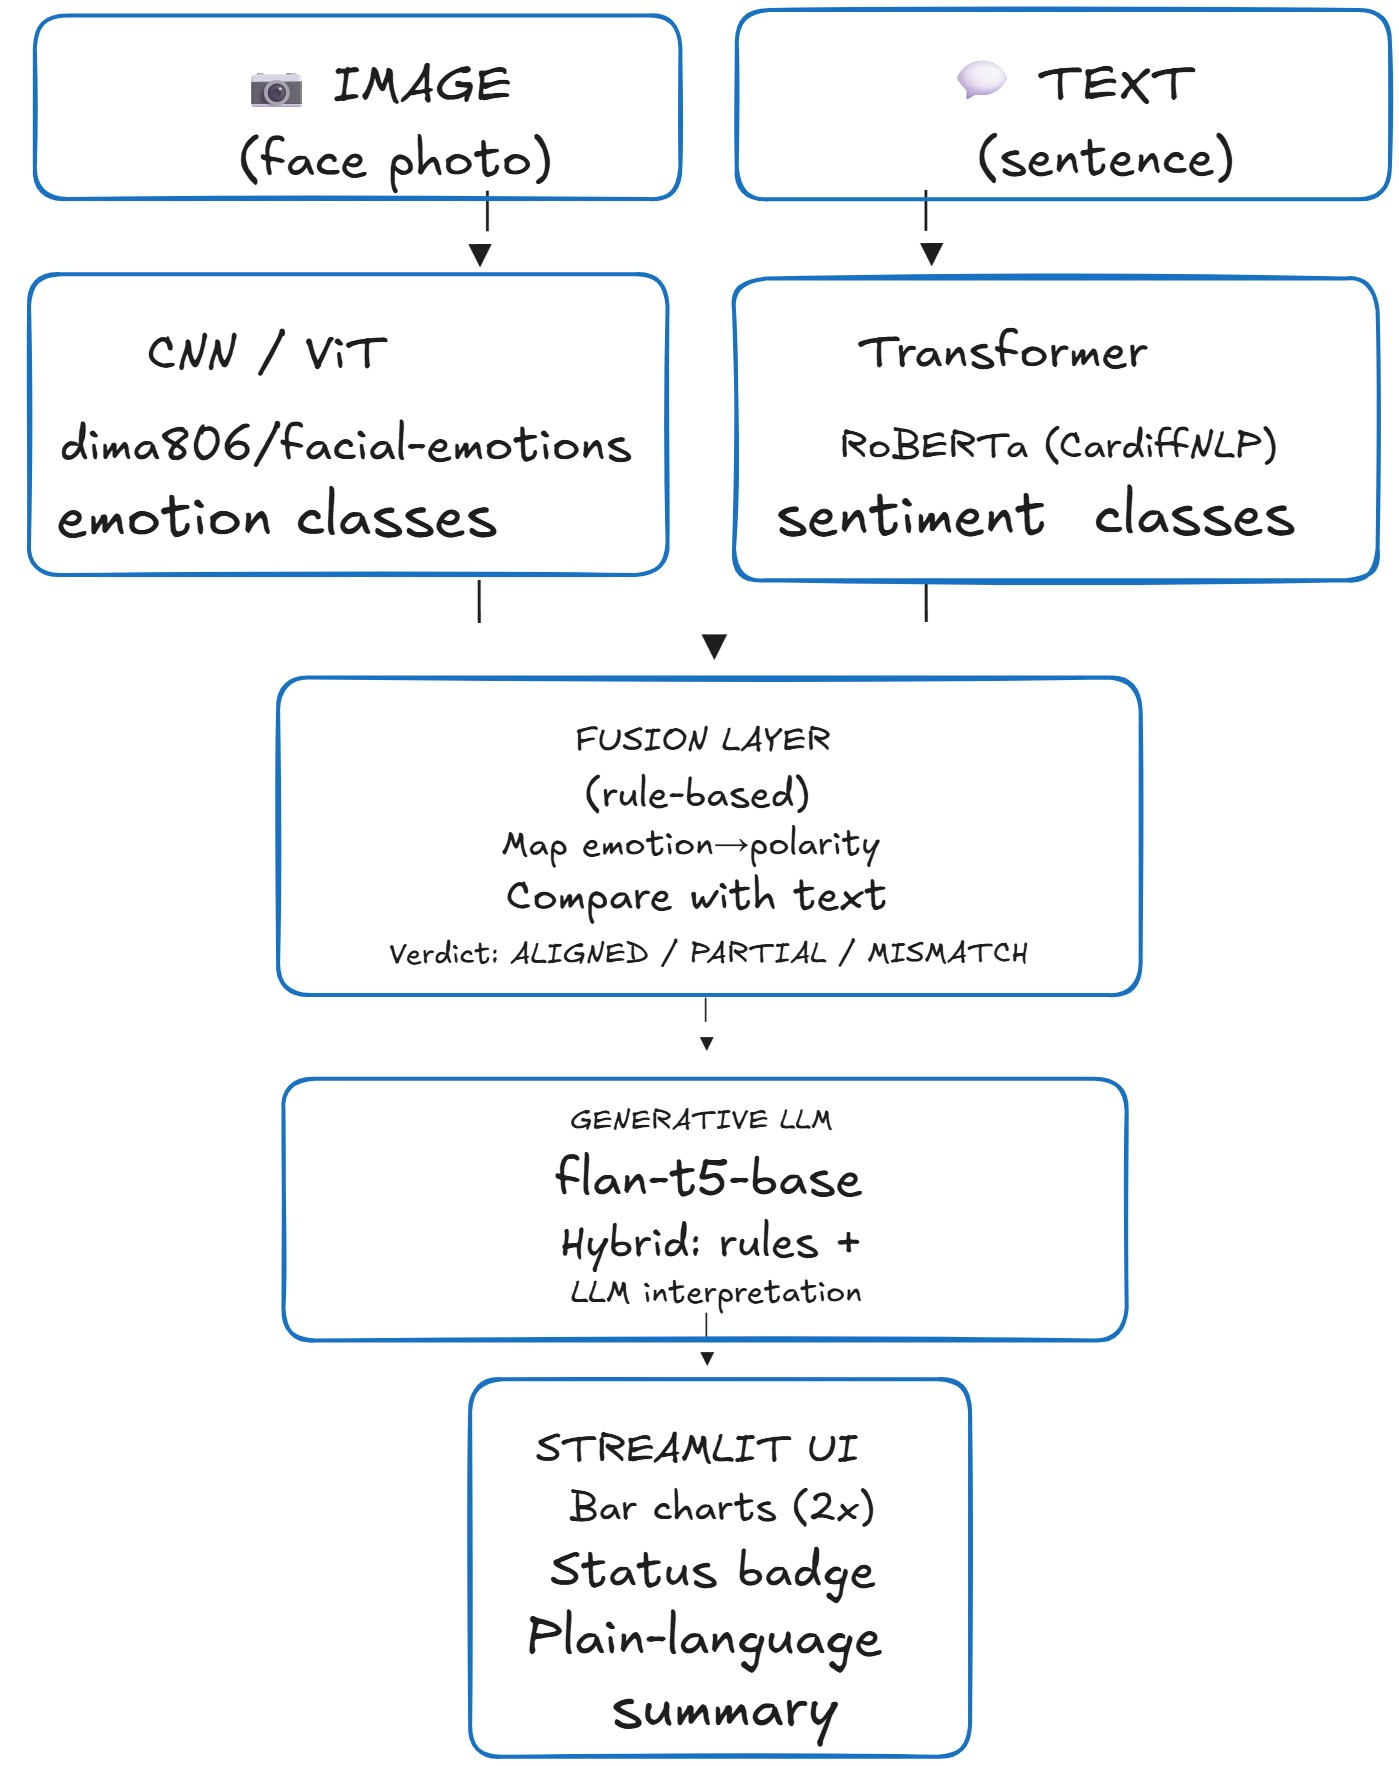 IMAGE
(face photo)
TEXT
(sentence)
CNN / ViT
dima806/facial-emotions
emotion classes
Transformer
RoBERTa (CardiffNLP)
sentiment classes
FUSION LAYER
(rule-based)
Map emotion→polarity
Compare with text
Verdict: ALIGNED / PARTIAL / MISMATCH
GENERATIVE LLM
flan-t5-base
Hybrid: rules +
LLM interpretation
STREAMLIT UI
Bar charts (2x)
Status badge
Plain-language
summary